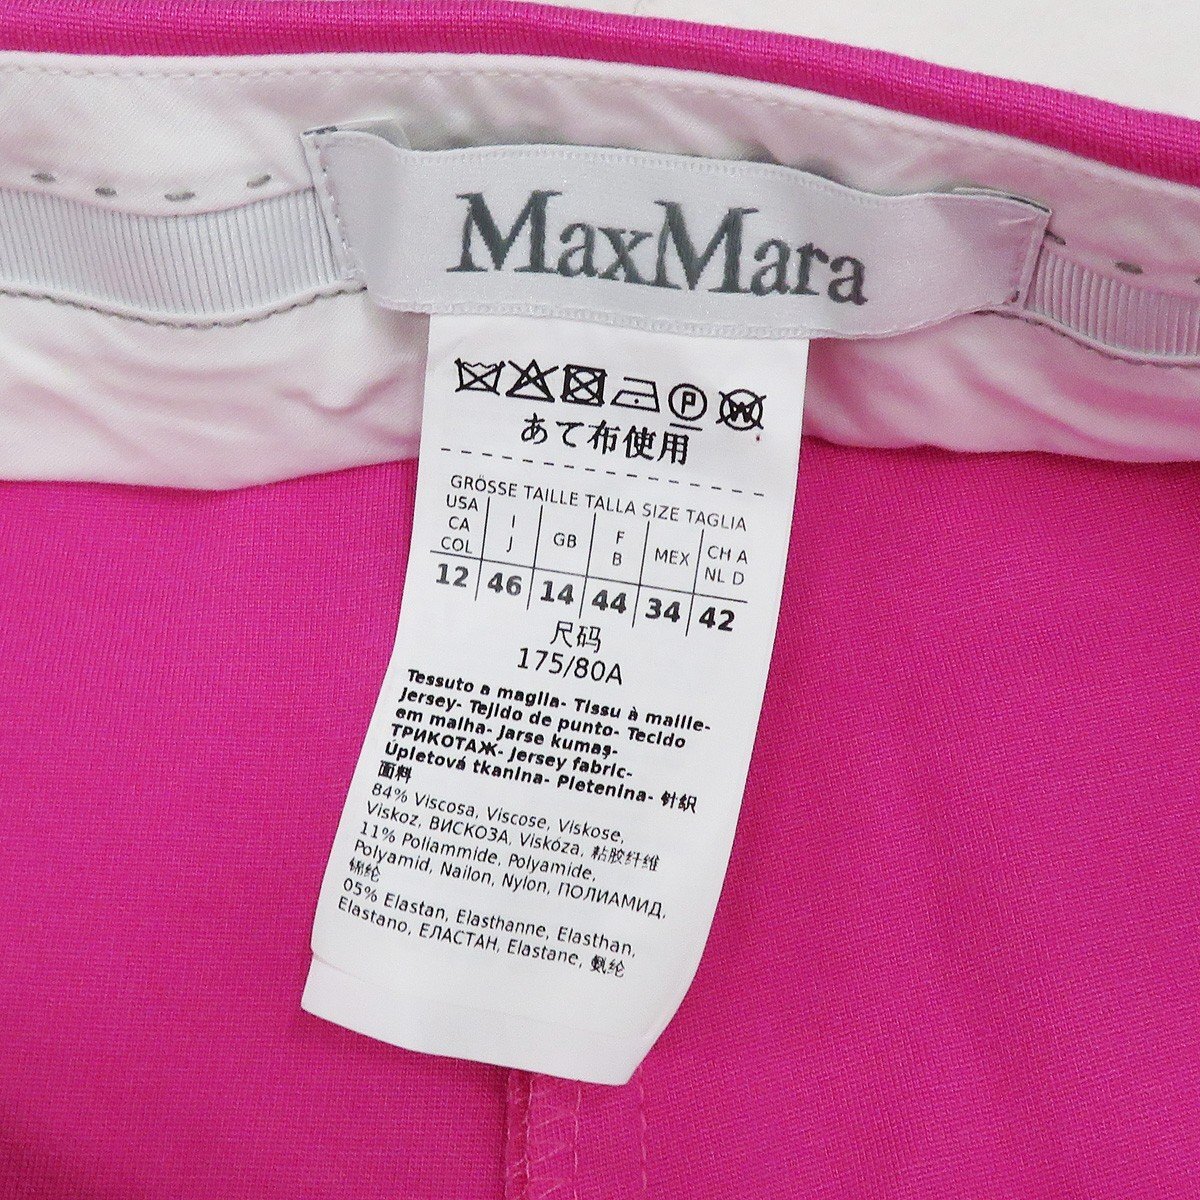 MaxMara
P W
あて布使用
GRÖSSE TAILLE TALLA SIZE TAGLIA
USA CA COL I J GB F B MEX CH A NL D
12 46 14 44 34 42
尺码
175/80A
Tessuto a maglia- Tissu à maille-
Jersey- Tejido de punto- Tecido
em malha- Jarse kumaş-
ТРИКОТАЖ- Jersey fabric-
Úpletová tkanina- Pletenina- 针织
面料
84% Viscosa, Viscose, Viskose,
Viskoz, ВИСКОЗА, Viskóza, 粘胶纤维
11% Poliammide, Polyamide,
Polyamid, Nailon, Nylon, ПОЛИАМИД,
锦纶
05% Elastan, Elasthanne, Elasthan,
Elastano, ЕЛАСТАН, Elastane, 氨纶